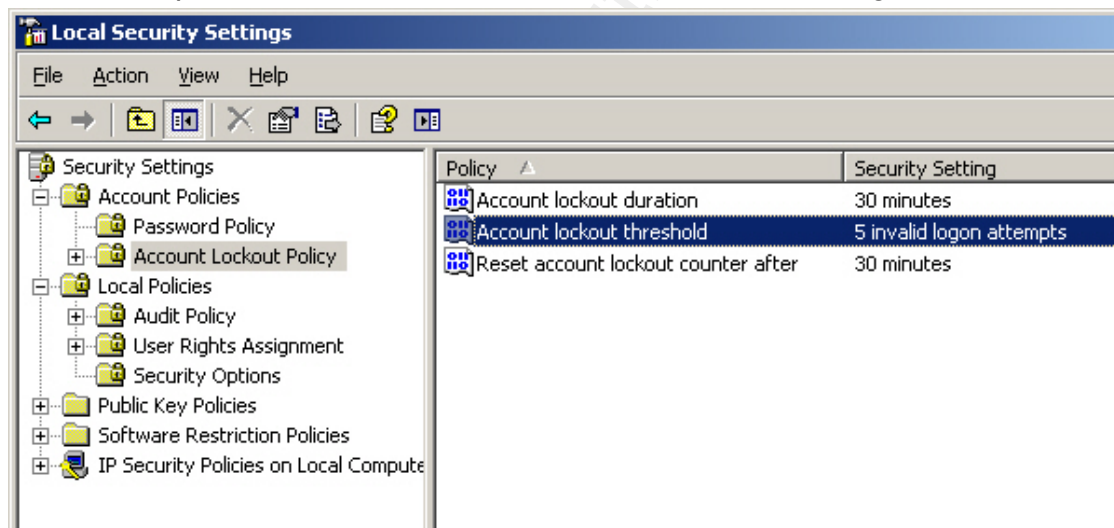 Local Security Settings
File Action View Help
Security Settings
Account Policies
Password Policy
Account Lockout Policy
Local Policies
Audit Policy
User Rights Assignment
Security Options
Public Key Policies
Software Restriction Policies
IP Security Policies on Local Compute
Policy Security Setting
Account lockout duration 30 minutes
Account lockout threshold 5 invalid logon attempts
Reset account lockout counter after 30 minutes